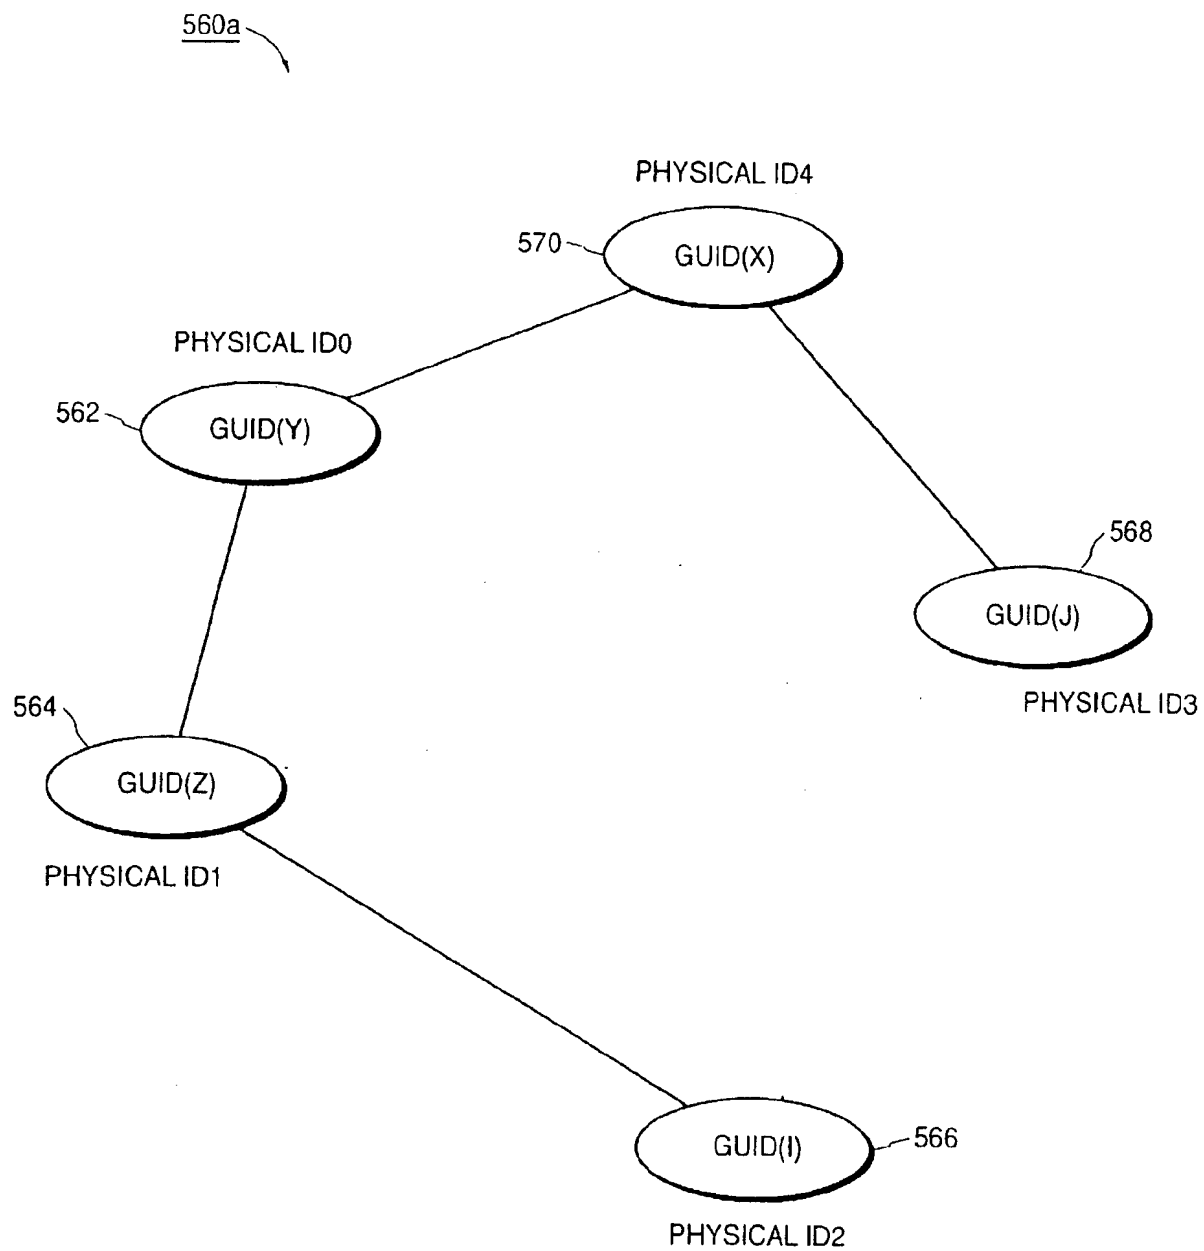 560a
PHYSICAL ID4
570
GUID(X)
PHYSICAL ID0
562
GUID(Y)
568
GUID(J)
PHYSICAL ID3
564
GUID(Z)
PHYSICAL ID1
GUID(I)
566
PHYSICAL ID2